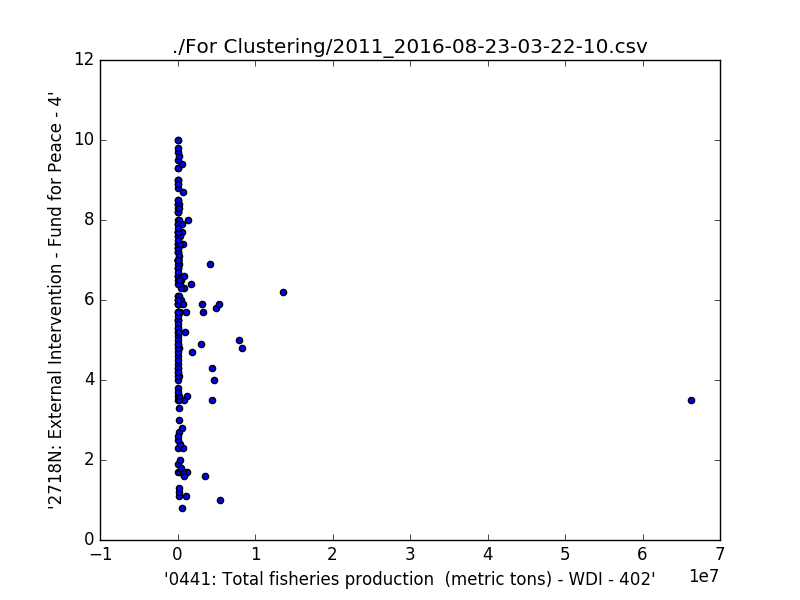 ./For Clustering/2011_2016-08-23-03-22-10.csv
12
10
8
6
4
2
0
'2718N: External Intervention - Fund for Peace - 4'
−1 0 1 2 3 4 5 6 7
1e7
'0441: Total fisheries production  (metric tons) - WDI - 402'